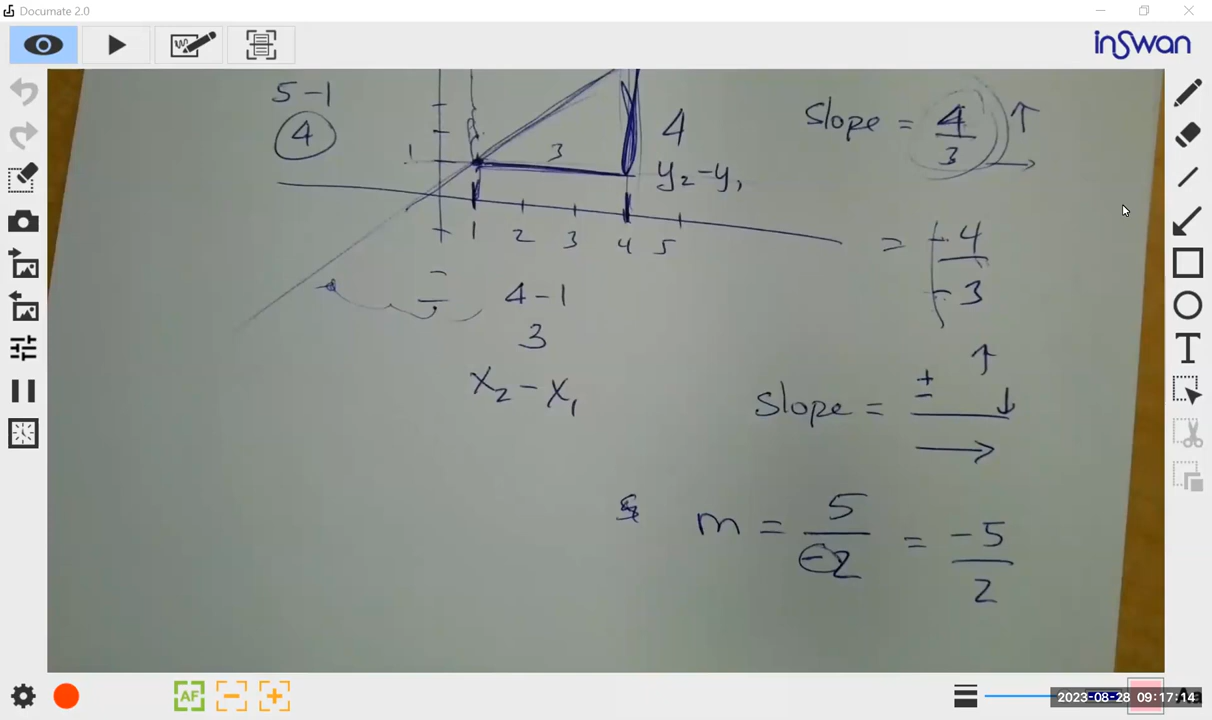 Documate 2.0
inSwan
5-1
4
1
3
4
y₂-y₁
1 2 3 4 5
4-1
3
x₂-x₁
Slope = 4/3 ↑ →
= -4/-3
Slope = ± ↑ ↓ / →
m = 5/-2 = -5/2
AF
2023-08-28 09:17:14